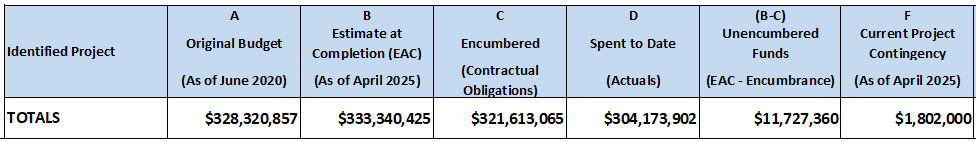 A B C D (B-C) F
Identified Project Original Budget Estimate at Completion (EAC) Encumbered Spent to Date Unencumbered Funds Current Project Contingency
(As of June 2020) (As of April 2025) (Contractual Obligations) (Actuals) (EAC - Encumbrance) (As of April 2025)
TOTALS $328,320,857 $333,340,425 $321,613,065 $304,173,902 $11,727,360 $1,802,000